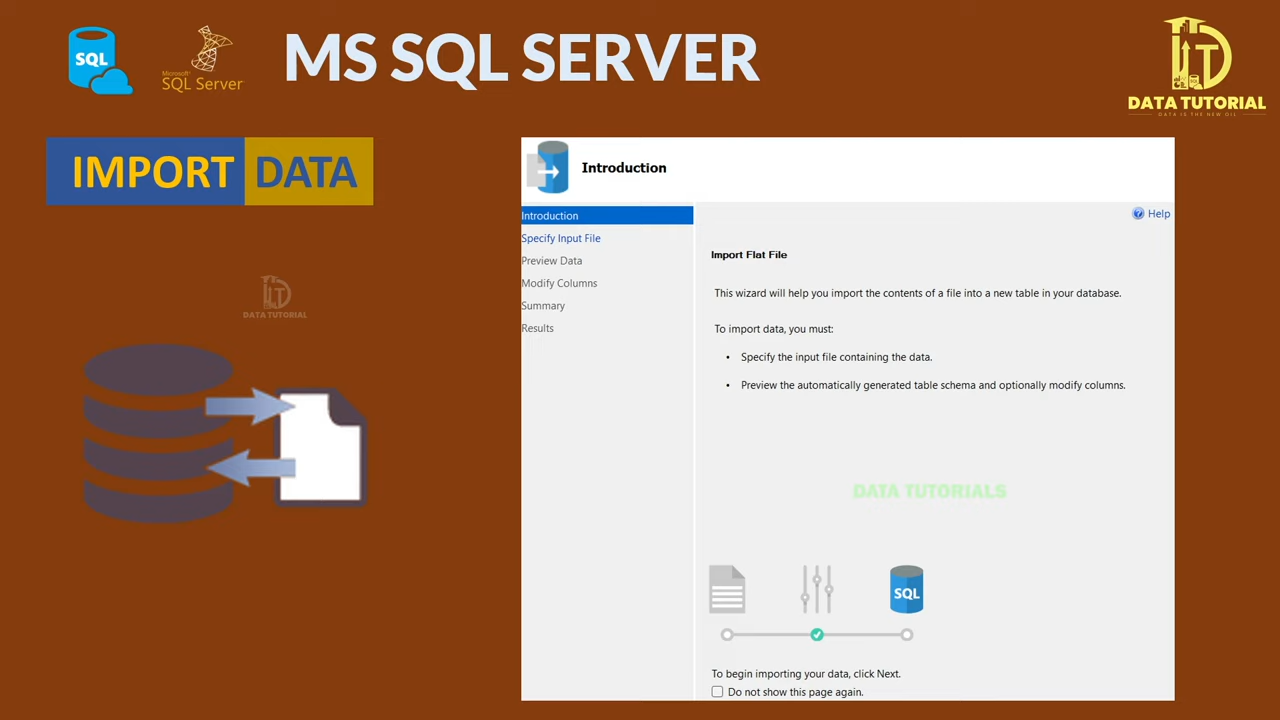 SQL
Microsoft
SQL Server
MS SQL SERVER
DATA TUTORIAL
DATA IS THE NEW OIL
IMPORT DATA
DATA TUTORIAL
Introduction
Introduction
Specify Input File
Preview Data
Modify Columns
Summary
Results
Help
Import Flat File
This wizard will help you import the contents of a file into a new table in your database.
To import data, you must:
• Specify the input file containing the data.
• Preview the automatically generated table schema and optionally modify columns.
DATA TUTORIALS
SQL
To begin importing your data, click Next.
Do not show this page again.